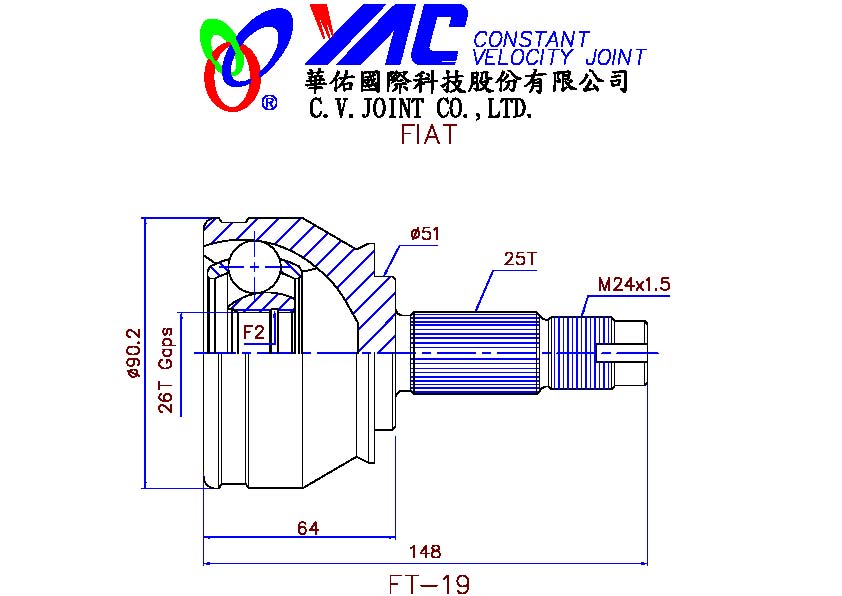 YAC CONSTANT
VELOCITY JOINT
華佑國際科技股份有限公司
®
C.V.JOINT CO.,LTD.
FIAT
ø51
25T
M24x1.5
F2
ø90.2
26T Gaps
64
148
FT-19